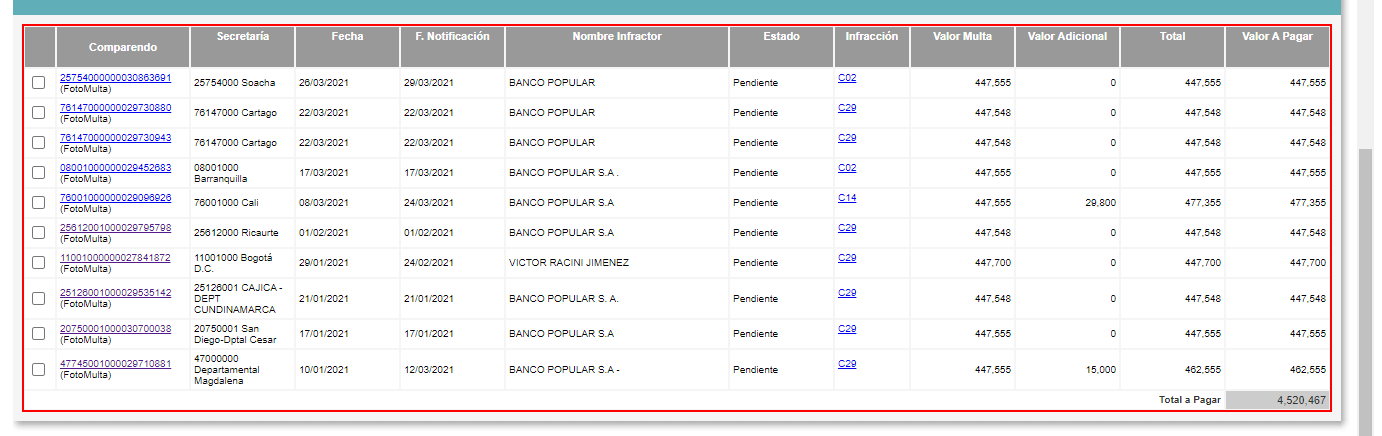 Comparendo Secretaría Fecha F. Notificación Nombre Infractor Estado Infracción Valor Multa Valor Adicional Total Valor A Pagar
25754000000030863691 (FotoMulta) 25754000 Soacha 26/03/2021 29/03/2021 BANCO POPULAR Pendiente C02 447,555 0 447,555 447,555
76147000000029730880 (FotoMulta) 76147000 Cartago 22/03/2021 22/03/2021 BANCO POPULAR Pendiente C29 447,548 0 447,548 447,548
76147000000029730943 (FotoMulta) 76147000 Cartago 22/03/2021 22/03/2021 BANCO POPULAR Pendiente C29 447,548 0 447,548 447,548
08001000000029452683 (FotoMulta) 08001000 Barranquilla 17/03/2021 17/03/2021 BANCO POPULAR S.A . Pendiente C02 447,555 0 447,555 447,555
76001000000029096926 (FotoMulta) 76001000 Cali 08/03/2021 24/03/2021 BANCO POPULAR S.A Pendiente C14 447,555 29,800 477,355 477,355
25612001000029795798 (FotoMulta) 25612000 Ricaurte 01/02/2021 01/02/2021 BANCO POPULAR S.A Pendiente C29 447,555 0 447,555 447,555
11001000000027841872 (FotoMulta) 11001000 Bogotá D.C. 29/01/2021 24/02/2021 VICTOR RACINI JIMENEZ Pendiente C29 447,700 0 447,700 447,700
25126001000029535142 (FotoMulta) 25126001 CAJICA - DEPT CUNDINAMARCA 21/01/2021 21/01/2021 BANCO POPULAR S. A. Pendiente C29 447,548 0 447,548 447,548
20750001000030700038 (FotoMulta) 20750001 San Diego-Dptal Cesar 17/01/2021 17/01/2021 BANCO POPULAR S.A Pendiente C29 447,555 0 447,555 447,555
47745001000029710881 (FotoMulta) 47000000 Departamental Magdalena 10/01/2021 12/03/2021 BANCO POPULAR S.A - Pendiente C29 447,555 15,000 462,555 462,555
Total a Pagar 4,520,467